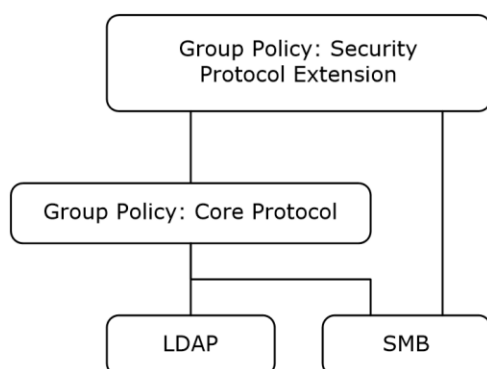 Group Policy: Security
Protocol Extension
Group Policy: Core Protocol
LDAP
SMB